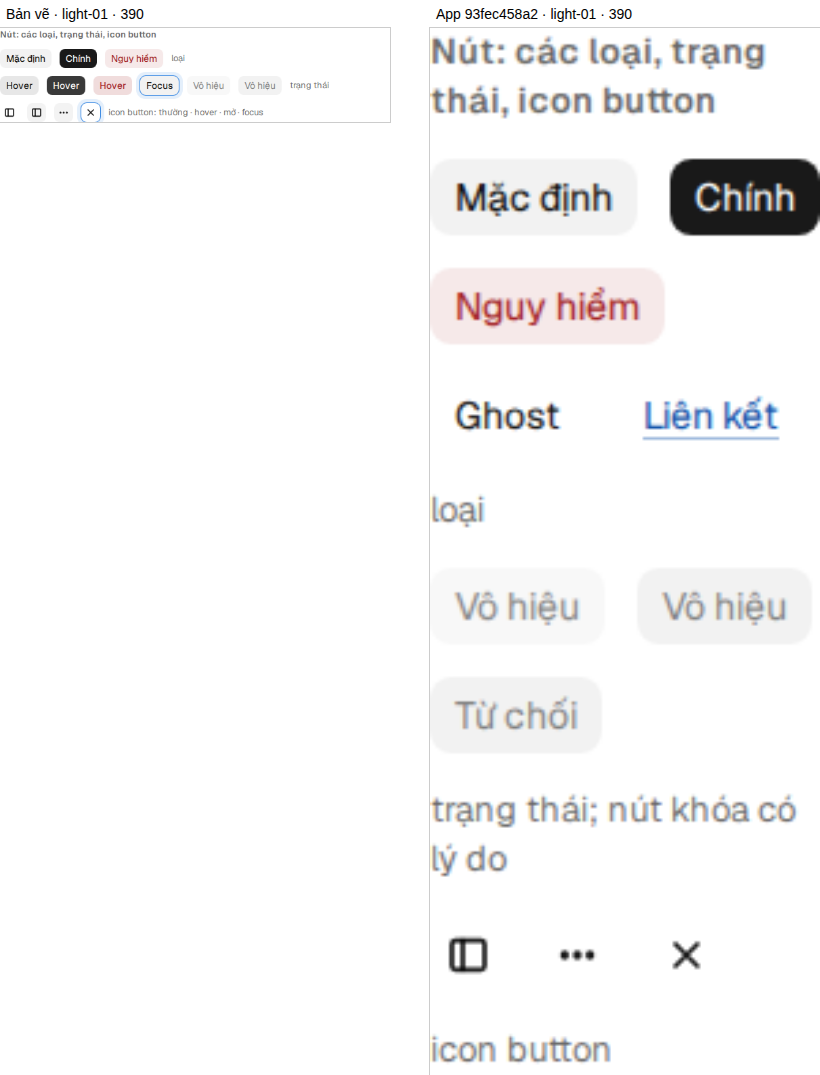 Bản vẽ · light-01 · 390
Nút: các loại, trạng thái, icon button
Mặc định Chính Nguy hiểm loại
Hover Hover Hover Focus Vô hiệu Vô hiệu trạng thái
icon button: thường · hover · mở · focus
App 93fec458a2 · light-01 · 390
Nút: các loại, trạng
thái, icon button
Mặc định Chính
Nguy hiểm
Ghost Liên kết
loại
Vô hiệu Vô hiệu
Từ chối
trạng thái; nút khóa có
lý do
icon button